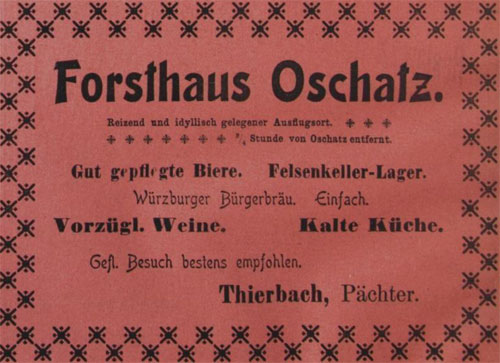 Forsthaus Oschatz.
Reizend und idyllisch gelegener Ausflugsort.
Stunde von Oschatz entfernt.
Gut gepflegte Biere. Felsenkeller-Lager.
Würzburger Bürgerbräu. Einfach.
Vorzügl. Weine. Kalte Küche.
Gefl. Besuch bestens empfohlen.
Thierbach, Pächter.